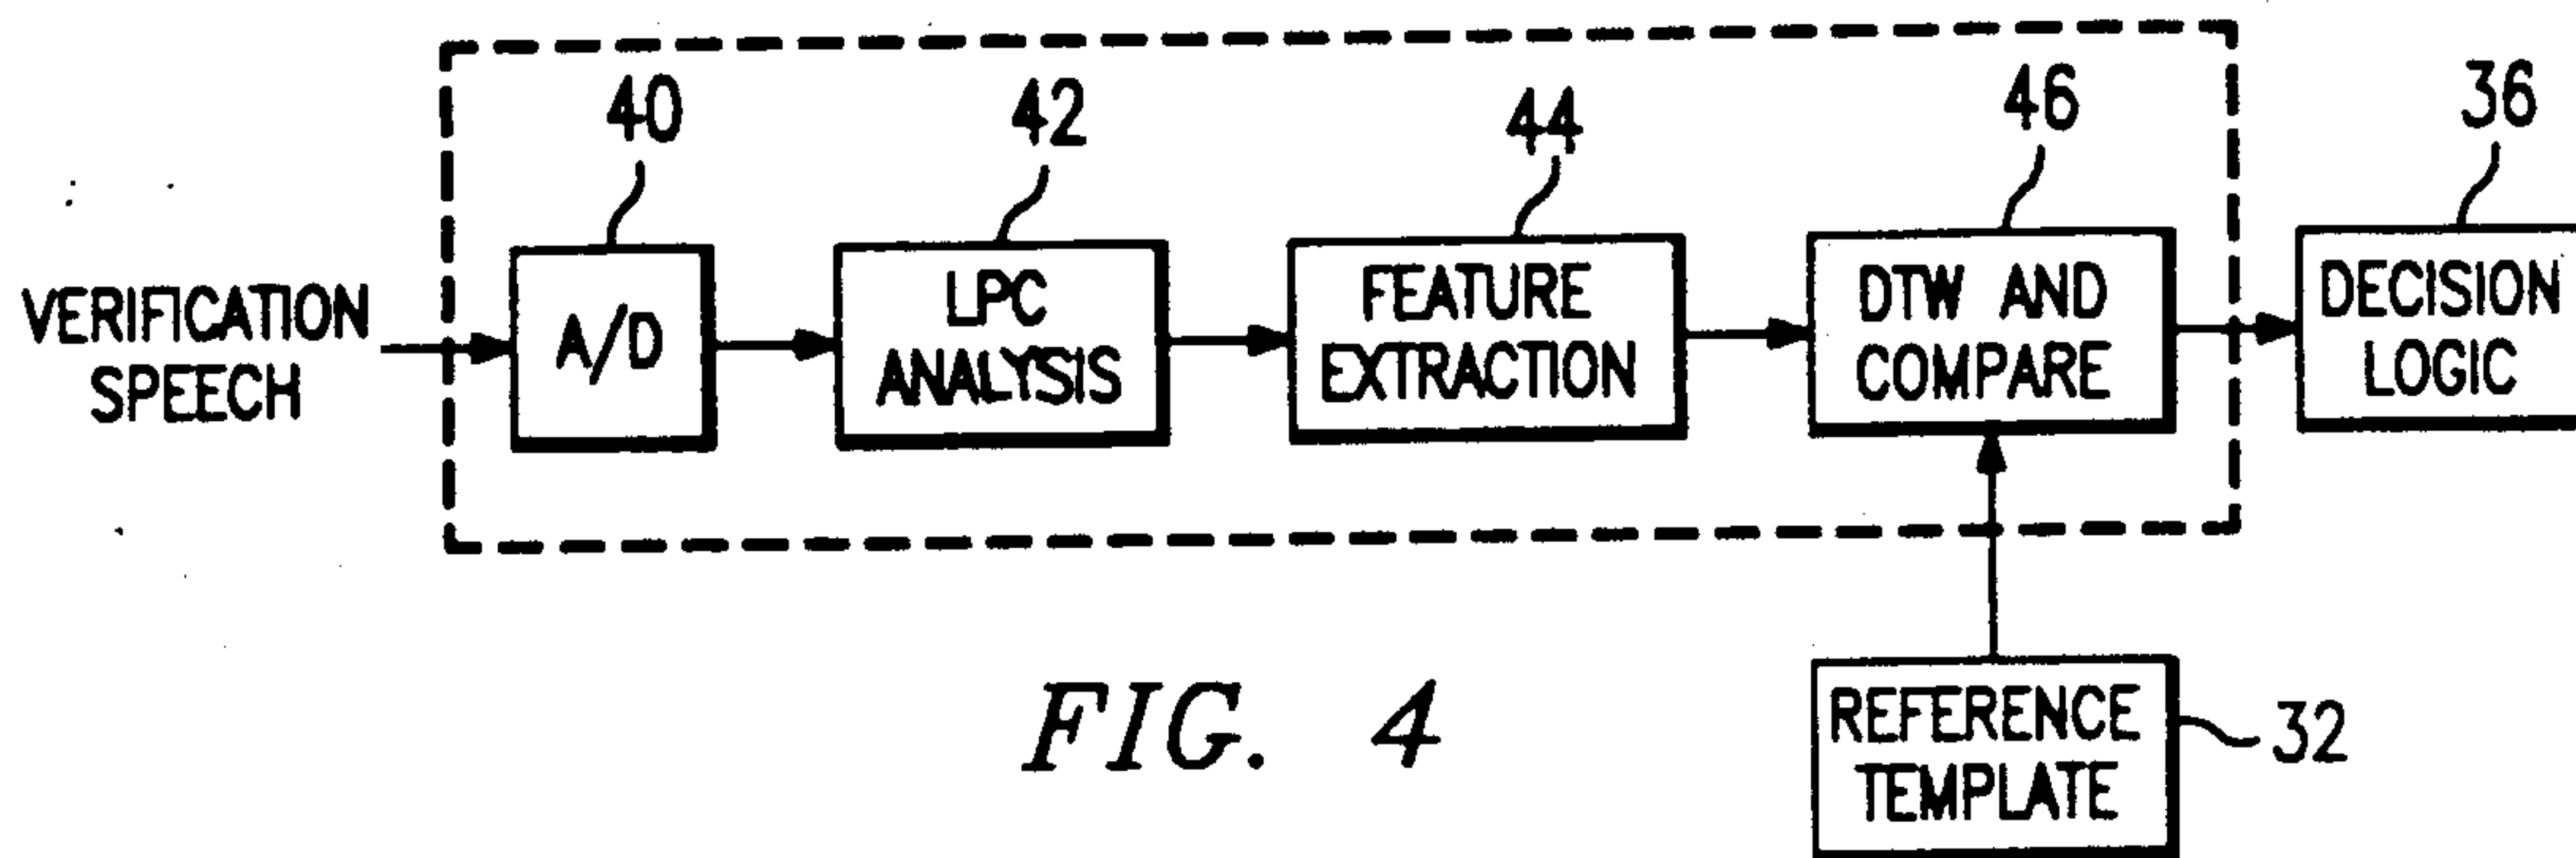 40
42
44
46
36
VERIFICATION
SPEECH
A/D
LPC
ANALYSIS
FEATURE
EXTRACTION
DTW AND
COMPARE
DECISION
LOGIC
REFERENCE
TEMPLATE
32
FIG. 4